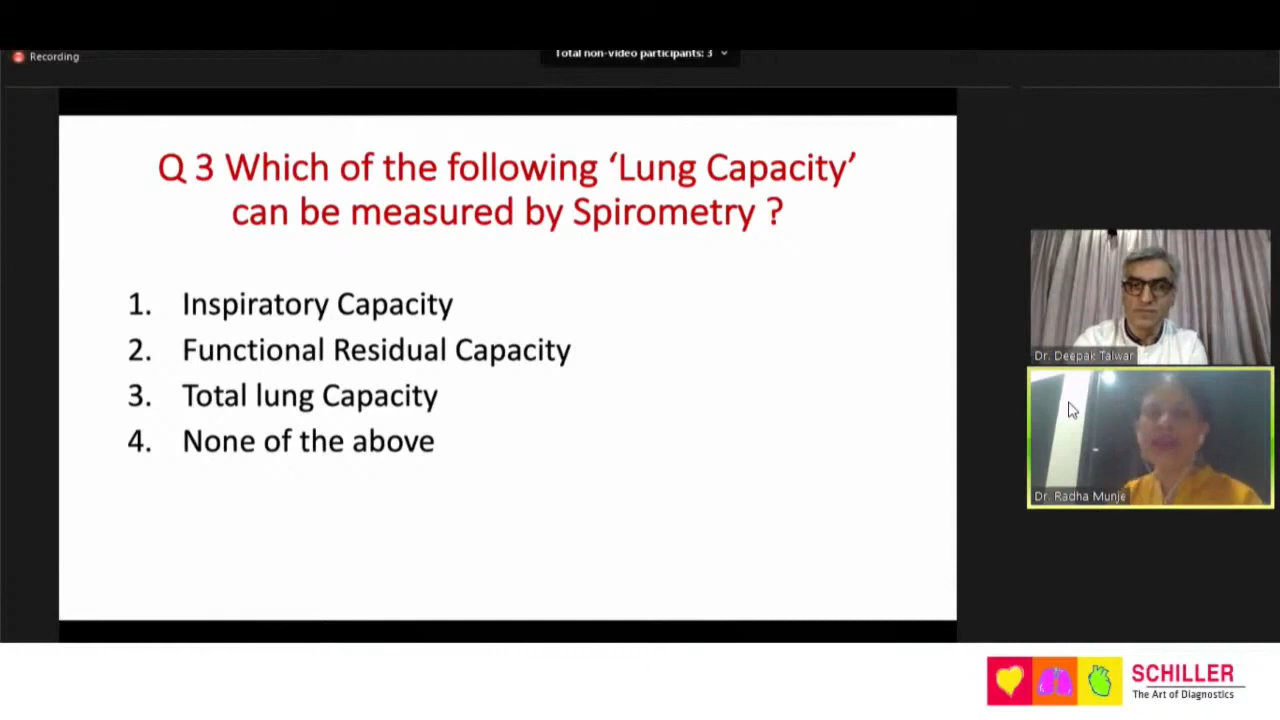 Recording
Total non-video participants: 3
Q 3 Which of the following ‘Lung Capacity’
can be measured by Spirometry ?
1. Inspiratory Capacity
2. Functional Residual Capacity
3. Total lung Capacity
4. None of the above
Dr. Deepak Talwar
Dr. Radha Munje
SCHILLER
The Art of Diagnostics